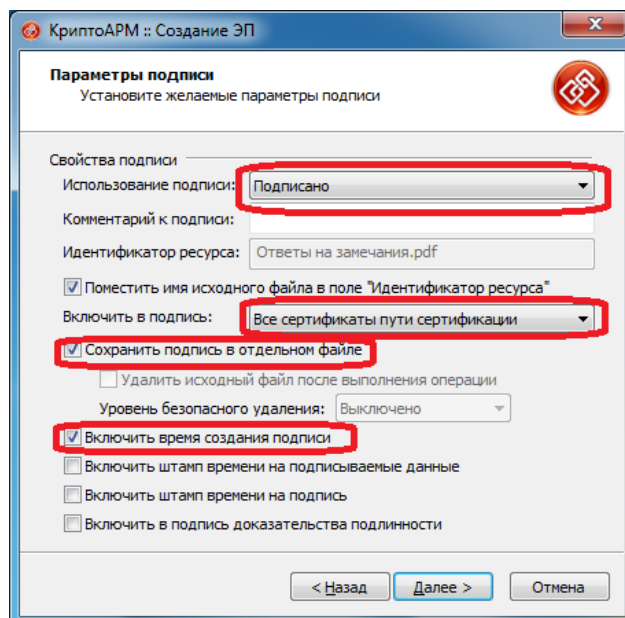 КриптоАРМ :: Создание ЭП
Параметры подписи
Установите желаемые параметры подписи
Свойства подписи
Использование подписи: Подписано
Комментарий к подписи:
Идентификатор ресурса: Ответы на замечания.pdf
Поместить имя исходного файла в поле "Идентификатор ресурса"
Включить в подпись: Все сертификаты пути сертификации
Сохранить подпись в отдельном файле
Удалить исходный файл после выполнения операции
Уровень безопасного удаления: Выключено
Включить время создания подписи
Включить штамп времени на подписываемые данные
Включить штамп времени на подпись
Включить в подпись доказательства подлинности
< Назад Далее > Отмена